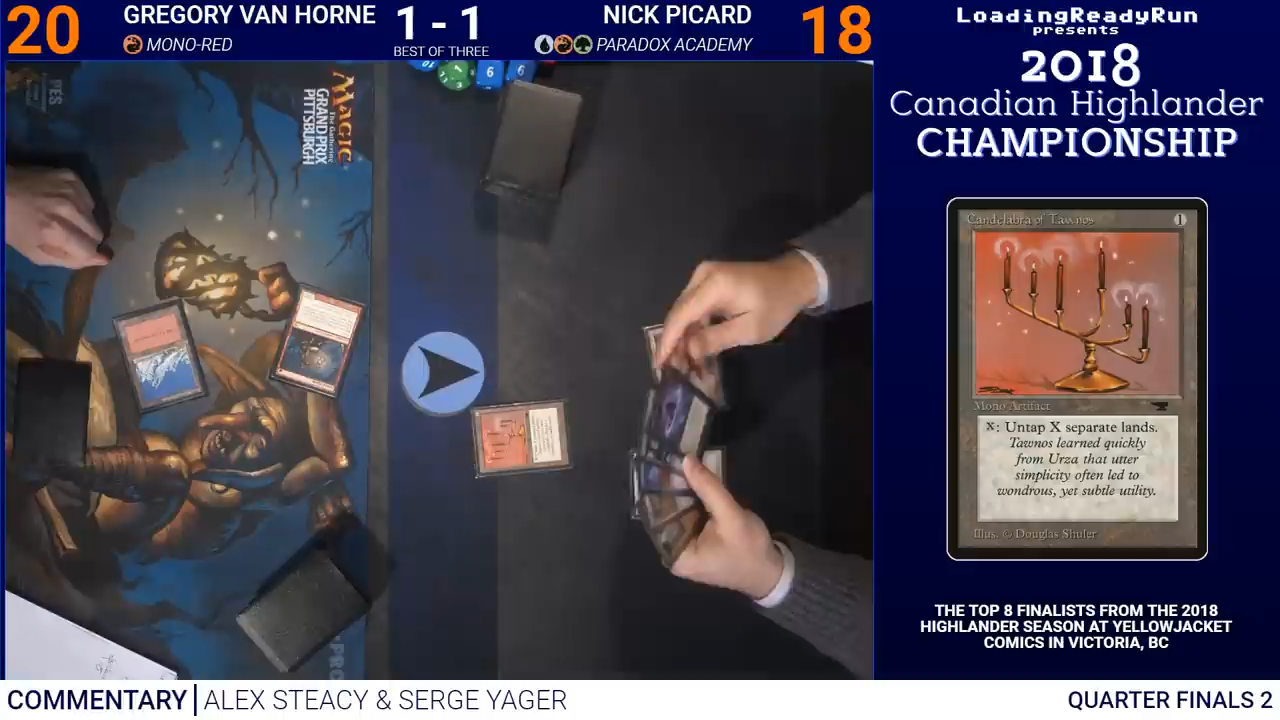 20
GREGORY VAN HORNE
MONO-RED
1 - 1
BEST OF THREE
NICK PICARD
PARADOX ACADEMY
18
LoadingReadyRun
presents
2018
Canadian Highlander
CHAMPIONSHIP
MAGIC
The Gathering
GRAND PRIX
PITTSBURGH
6
6
Candelabra of Tawnos 1
Mono Artifact
X: Untap X separate lands.
Tawnos learned quickly
from Urza that utter
simplicity often led to
wondrous, yet subtle utility.
Illus. © Douglas Shuler
THE TOP 8 FINALISTS FROM THE 2018
HIGHLANDER SEASON AT YELLOWJACKET
COMICS IN VICTORIA, BC
COMMENTARY ALEX STEACY & SERGE YAGER
QUARTER FINALS 2